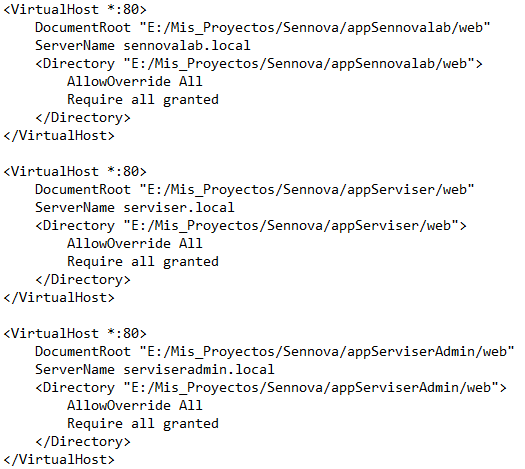 <VirtualHost *:80>
    DocumentRoot "E:/Mis_Proyectos/Sennova/appSennovalab/web"
    ServerName sennovalab.local
    <Directory "E:/Mis_Proyectos/Sennova/appSennovalab/web">
        AllowOverride All
        Require all granted
    </Directory>
</VirtualHost>

<VirtualHost *:80>
    DocumentRoot "E:/Mis_Proyectos/Sennova/appServiser/web"
    ServerName serviser.local
    <Directory "E:/Mis_Proyectos/Sennova/appServiser/web">
        AllowOverride All
        Require all granted
    </Directory>
</VirtualHost>

<VirtualHost *:80>
    DocumentRoot "E:/Mis_Proyectos/Sennova/appServiserAdmin/web"
    ServerName serviseradmin.local
    <Directory "E:/Mis_Proyectos/Sennova/appServiserAdmin/web">
        AllowOverride All
        Require all granted
    </Directory>
</VirtualHost>